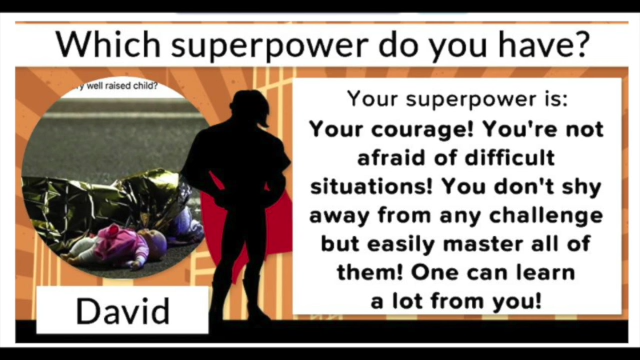 Which superpower do you have?
y well raised child?
Your superpower is:
Your courage! You're not
afraid of difficult
situations! You don't shy
away from any challenge
but easily master all of
them! One can learn
a lot from you!
David